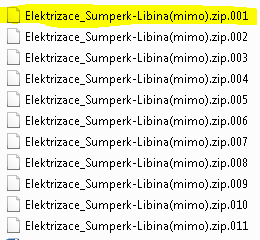 Elektrizace_Sumperk-Libina(mimo).zip.001
Elektrizace_Sumperk-Libina(mimo).zip.002
Elektrizace_Sumperk-Libina(mimo).zip.003
Elektrizace_Sumperk-Libina(mimo).zip.004
Elektrizace_Sumperk-Libina(mimo).zip.005
Elektrizace_Sumperk-Libina(mimo).zip.006
Elektrizace_Sumperk-Libina(mimo).zip.007
Elektrizace_Sumperk-Libina(mimo).zip.008
Elektrizace_Sumperk-Libina(mimo).zip.009
Elektrizace_Sumperk-Libina(mimo).zip.010
Elektrizace_Sumperk-Libina(mimo).zip.011